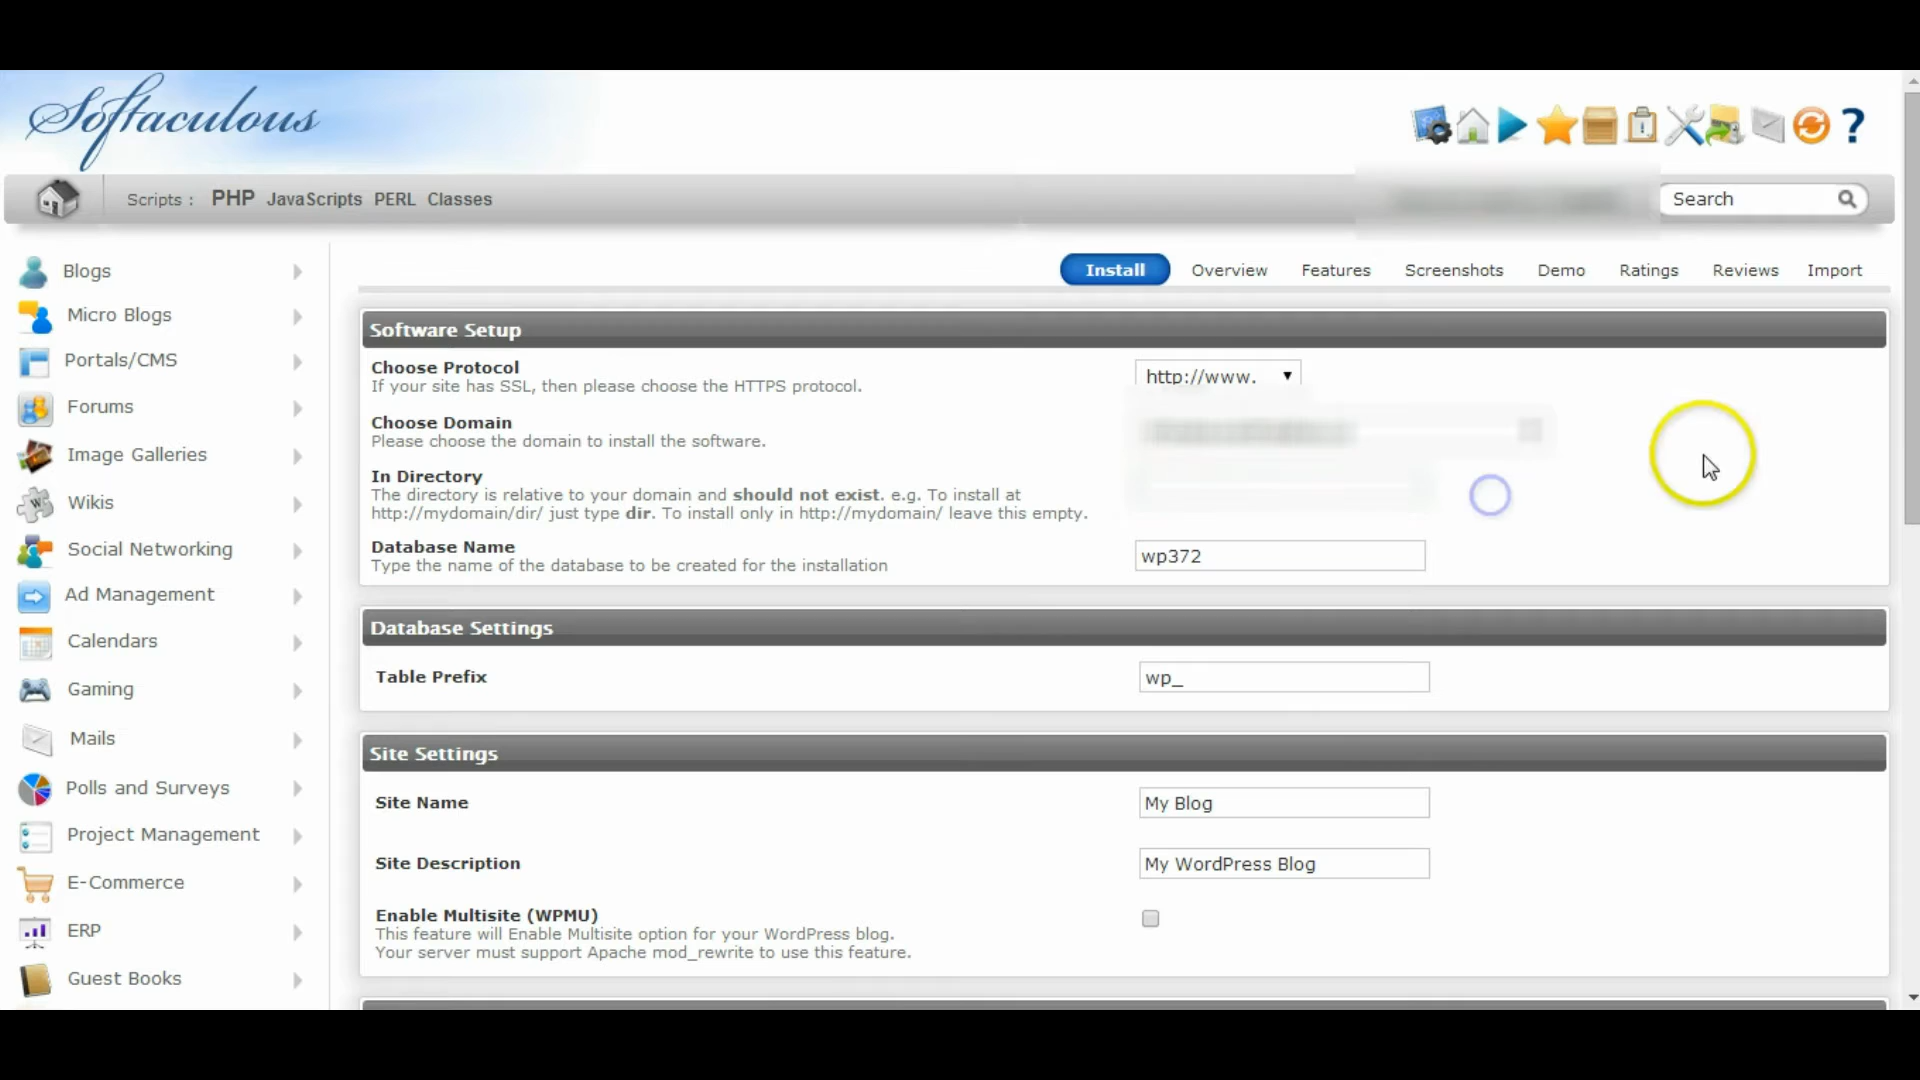 Softaculous
?
Scripts : PHP JavaScripts PERL Classes
Search
Install Overview Features Screenshots Demo Ratings Reviews Import
Blogs
Micro Blogs
Portals/CMS
Forums
Image Galleries
Wikis
Social Networking
Ad Management
Calendars
Gaming
Mails
Polls and Surveys
Project Management
E-Commerce
ERP
Guest Books
Software Setup
Choose Protocol
If your site has SSL, then please choose the HTTPS protocol.
http://www.
Choose Domain
Please choose the domain to install the software.
In Directory
The directory is relative to your domain and should not exist. e.g. To install at
http://mydomain/dir/ just type dir. To install only in http://mydomain/ leave this empty.
Database Name
Type the name of the database to be created for the installation
wp372
Database Settings
Table Prefix
wp_
Site Settings
Site Name
My Blog
Site Description
My WordPress Blog
Enable Multisite (WPMU)
This feature will Enable Multisite option for your WordPress blog.
Your server must support Apache mod_rewrite to use this feature.